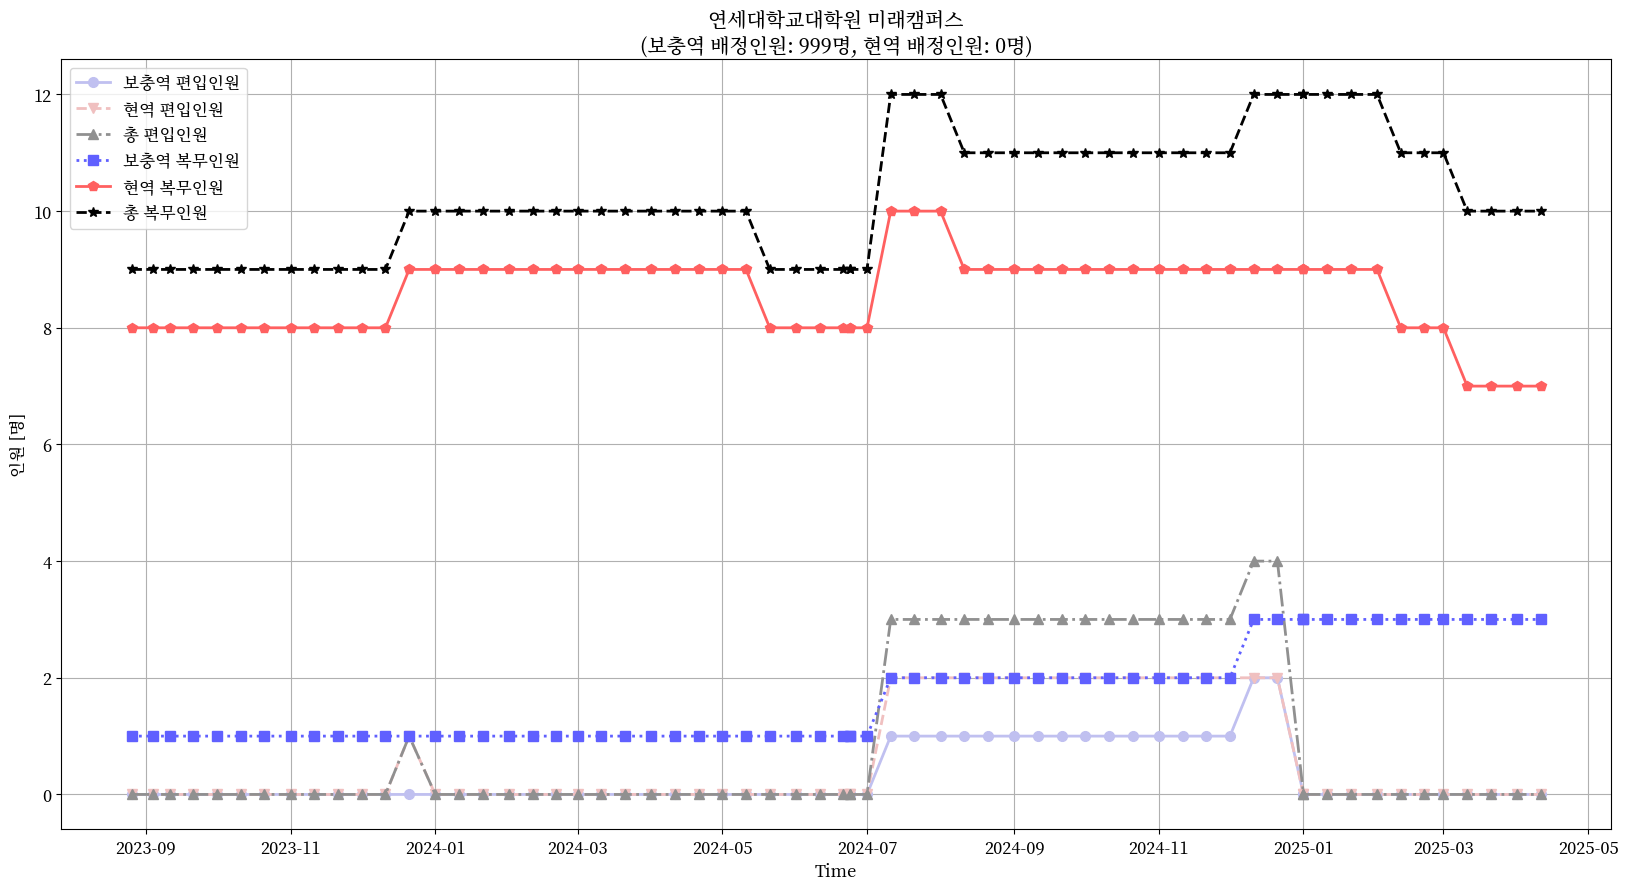 연세대학교대학원 미래캠퍼스
(보충역 배정인원: 999명, 현역 배정인원: 0명)
보충역 편입인원
현역 편입인원
총 편입인원
보충역 복무인원
현역 복무인원
총 복무인원
12
10
8
6
4
2
0
인원 [명]
2023-09 2023-11 2024-01 2024-03 2024-05 2024-07 2024-09 2024-11 2025-01 2025-03 2025-05
Time